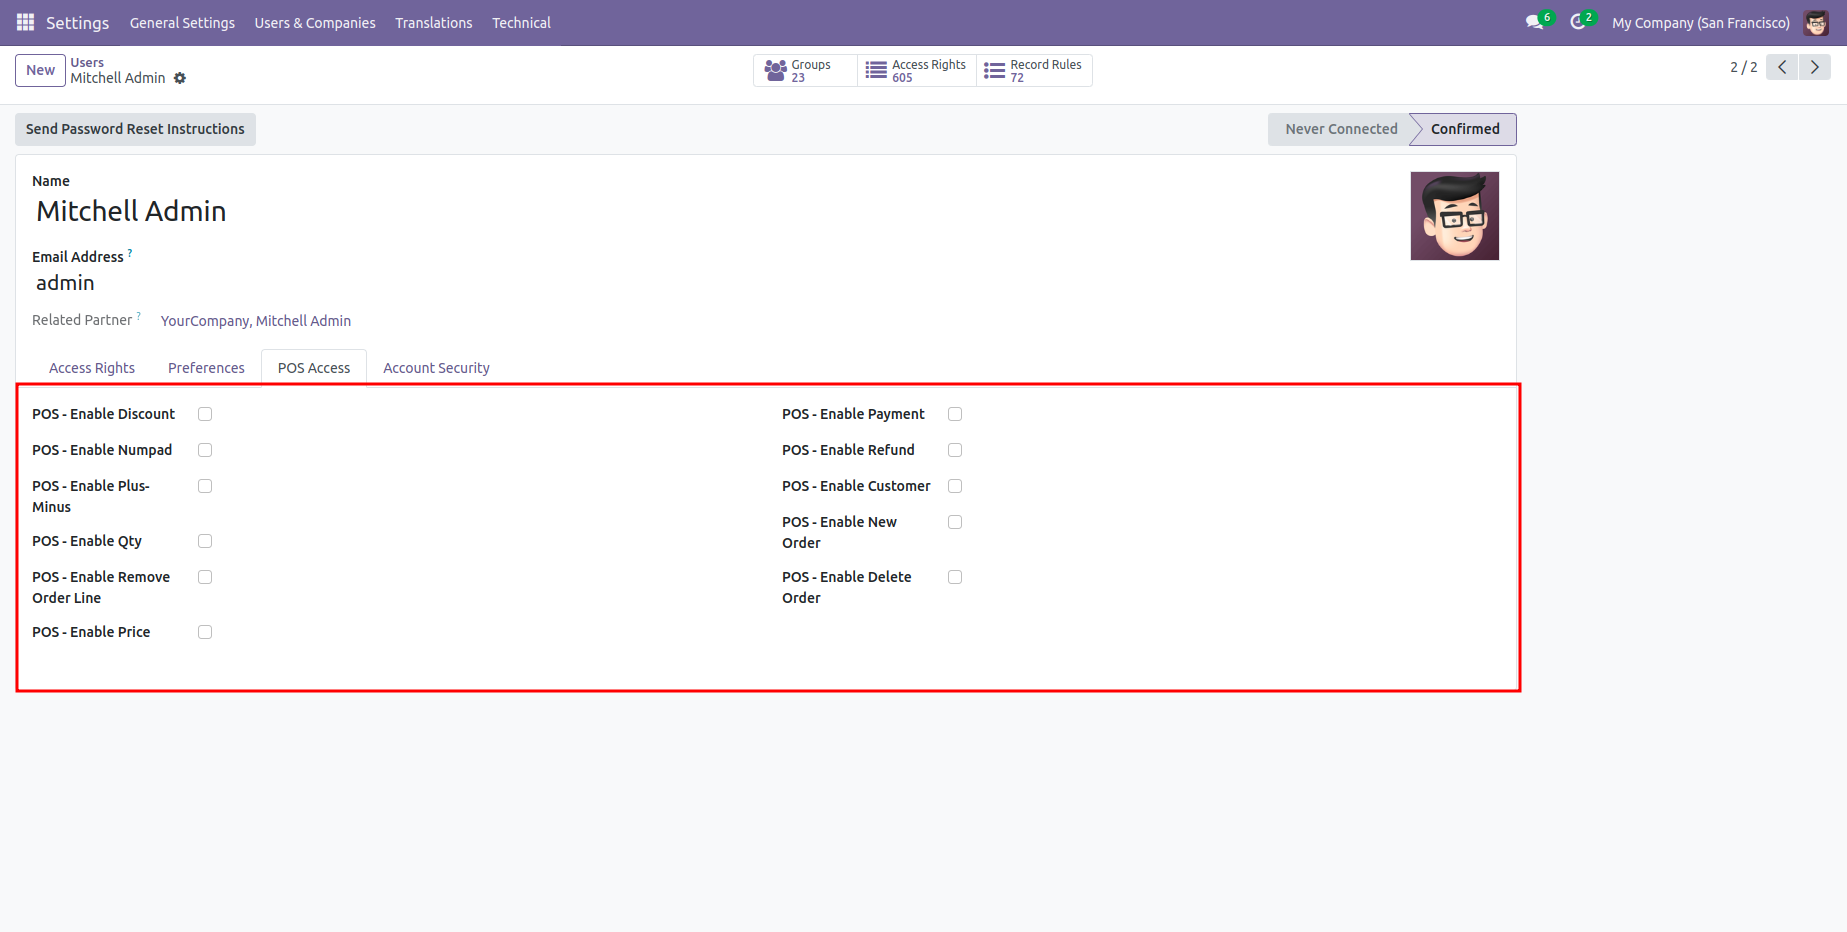 Settings General Settings Users & Companies Translations Technical 6 2 My Company (San Francisco)
New Users
Mitchell Admin
Groups
23
Access Rights
605
Record Rules
72
2 / 2
Send Password Reset Instructions Never Connected Confirmed
Name
Mitchell Admin
Email Address ?
admin
Related Partner ? YourCompany, Mitchell Admin
Access Rights Preferences POS Access Account Security
POS - Enable Discount
POS - Enable Numpad
POS - Enable Plus-
Minus
POS - Enable Qty
POS - Enable Remove
Order Line
POS - Enable Price
POS - Enable Payment
POS - Enable Refund
POS - Enable Customer
POS - Enable New
Order
POS - Enable Delete
Order